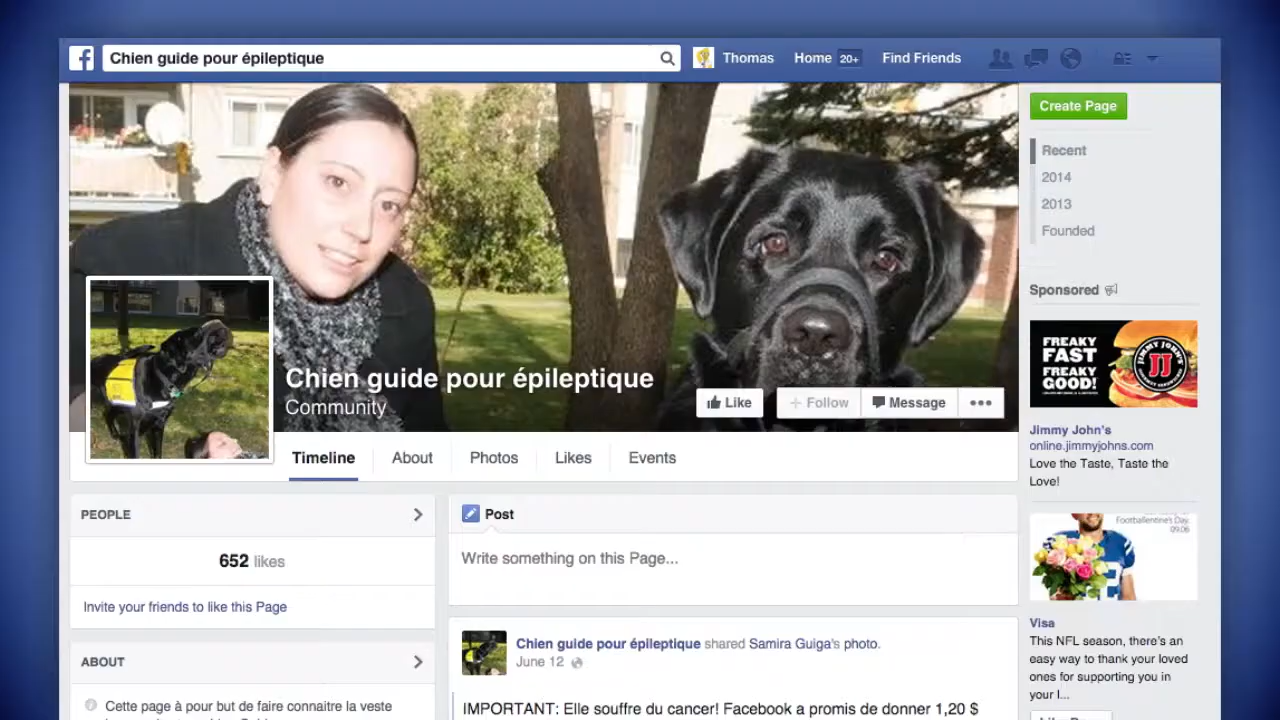 Chien guide pour épileptique
Thomas
Home 20+
Find Friends
Create Page
Recent
2014
2013
Founded
Sponsored
FREAKY
FAST
FREAKY
GOOD!
JIMMY JOHN'S
JJ
Jimmy John's
online.jimmyjohns.com
Love the Taste, Taste the
Love!
Footballentine's Day.
09.06
Visa
This NFL season, there's an
easy way to thank your loved
ones for supporting you in
your l...
Chien guide pour épileptique
Community
Like
+ Follow
Message
Timeline
About
Photos
Likes
Events
PEOPLE
652 likes
Invite your friends to like this Page
ABOUT
Cette page à pour but de faire connaitre la veste
Post
Write something on this Page...
Chien guide pour épileptique shared Samira Guiga's photo.
June 12
IMPORTANT: Elle souffre du cancer! Facebook a promis de donner 1,20 $